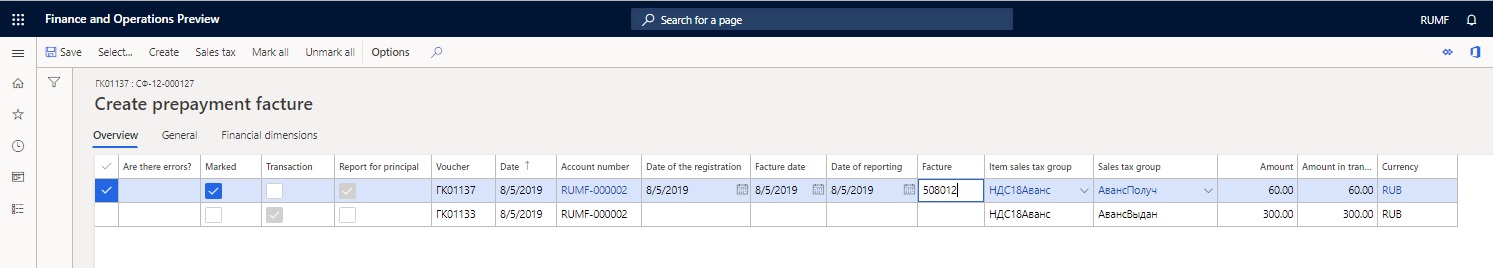 Finance and Operations Preview Search for a page RUMF
Save Select... Create Sales tax Mark all Unmark all Options
ГК01137 : СФ-12-000127
Create prepayment facture
Overview General Financial dimensions
Are there errors? Marked Transaction Report for principal Voucher Date ↑ Account number Date of the registration Facture date Date of reporting Facture Item sales tax group Sales tax group Amount Amount in tran... Currency
ГК01137 8/5/2019 RUMF-000002 8/5/2019 8/5/2019 8/5/2019 508012 НДС18Аванс АвансПолуч 60.00 60.00 RUB
ГК01133 8/5/2019 RUMF-000002 НДС18Аванс АвансВыдан 300.00 300.00 RUB